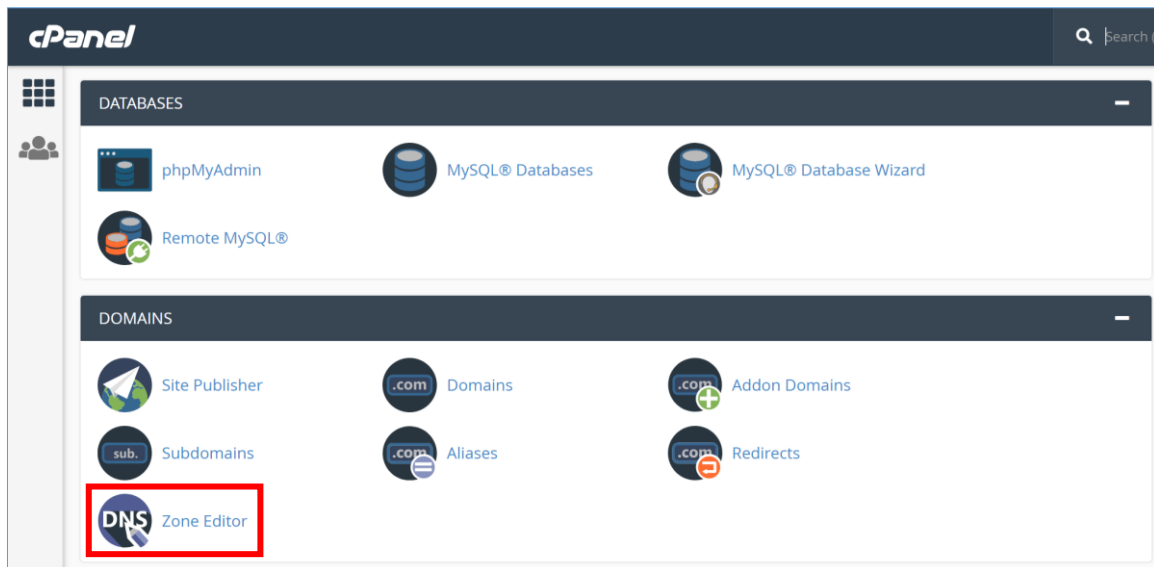 cPanel
Search
DATABASES
phpMyAdmin
MySQL® Databases
MySQL® Database Wizard
Remote MySQL®
DOMAINS
Site Publisher
.com
Domains
.com
Addon Domains
sub.
Subdomains
.com
Aliases
.com
Redirects
DNS
Zone Editor